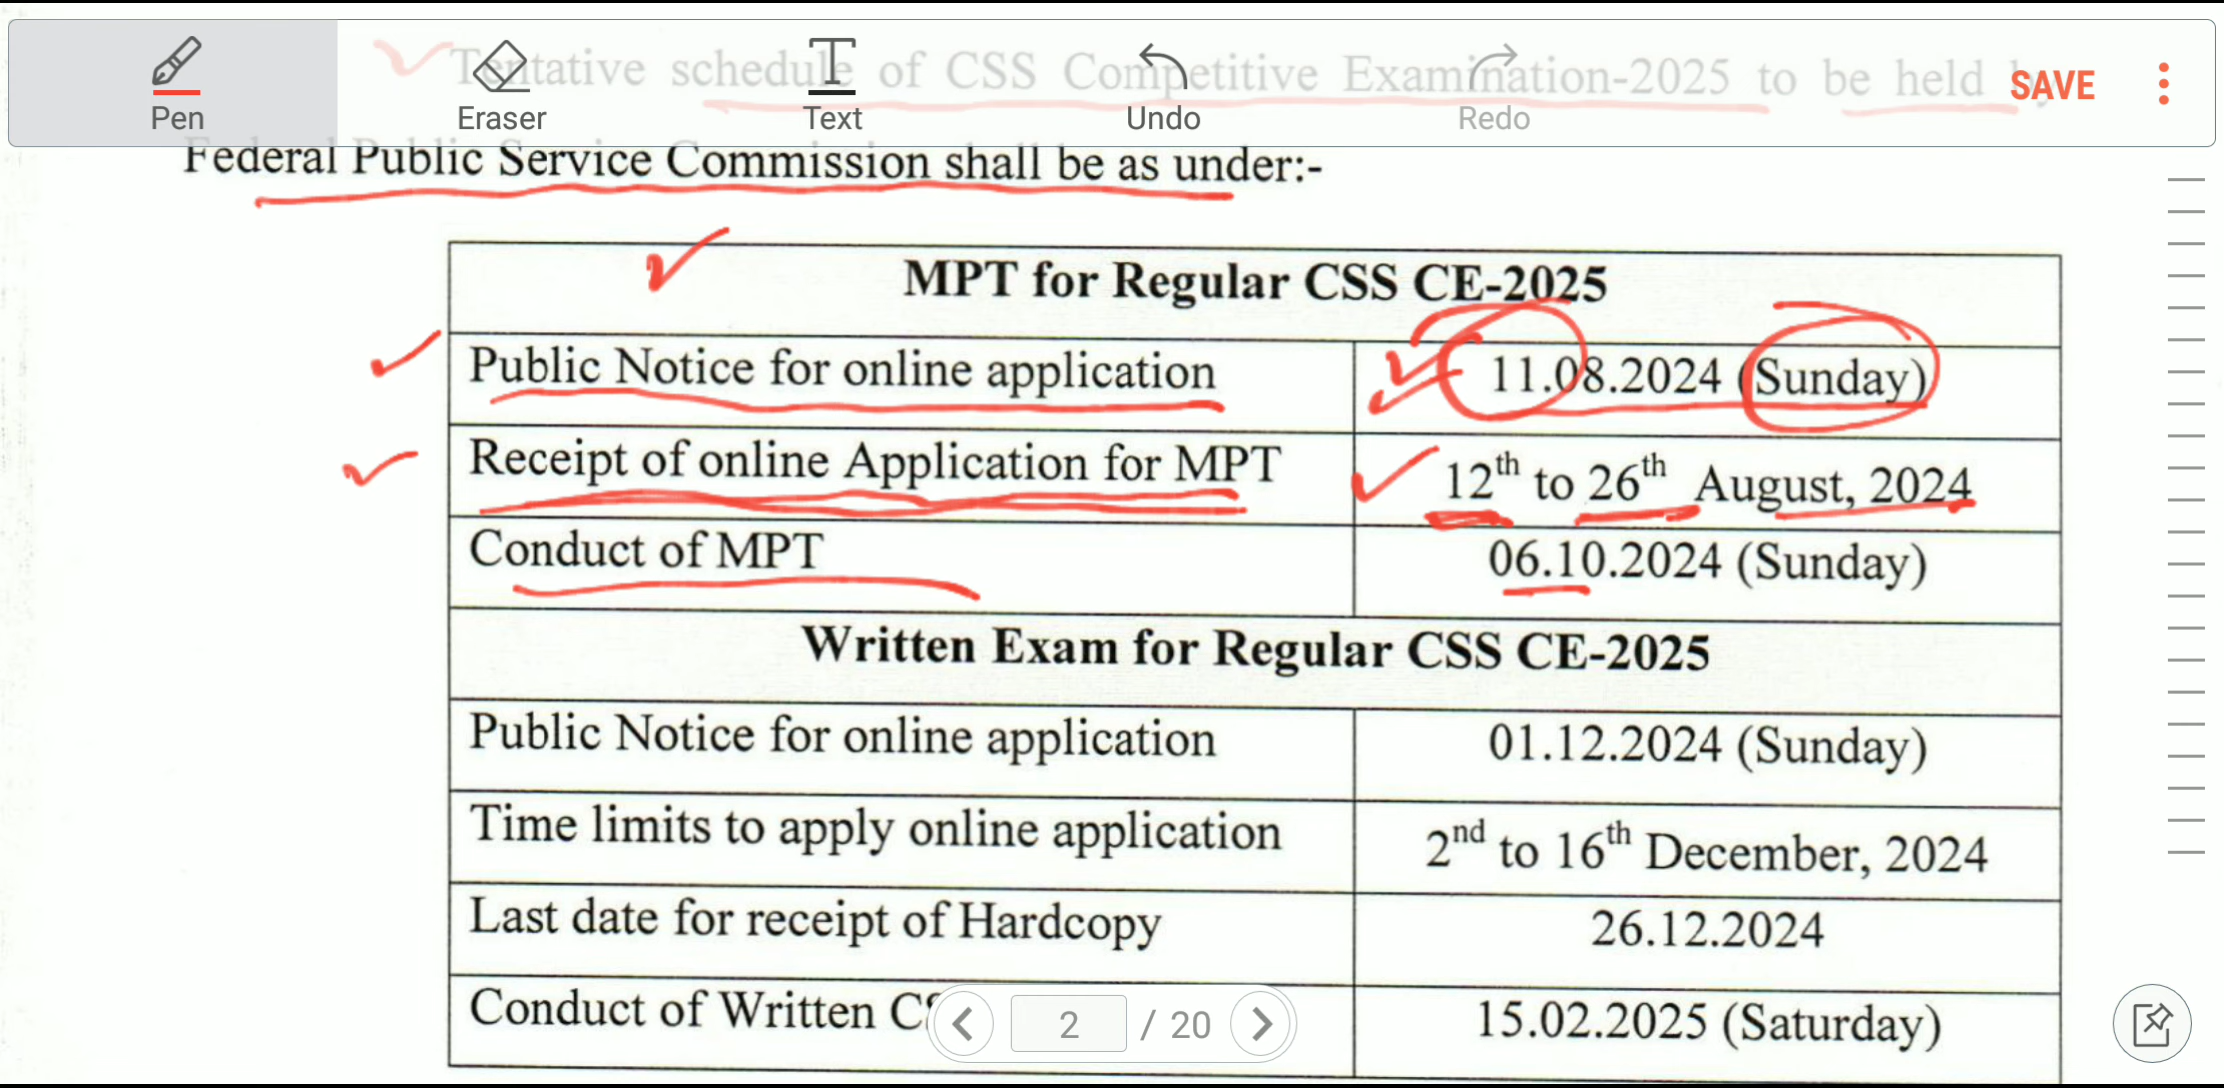 Tentative schedule of CSS Competitive Examination-2025 to be held by
SAVE
Pen
Eraser
Text
Undo
Redo
Federal Public Service Commission shall be as under:-
MPT for Regular CSS CE-2025
Public Notice for online application 11.08.2024 (Sunday)
Receipt of online Application for MPT 12th to 26th August, 2024
Conduct of MPT 06.10.2024 (Sunday)
Written Exam for Regular CSS CE-2025
Public Notice for online application 01.12.2024 (Sunday)
Time limits to apply online application 2nd to 16th December, 2024
Last date for receipt of Hardcopy 26.12.2024
Conduct of Written 15.02.2025 (Saturday)
2 / 20